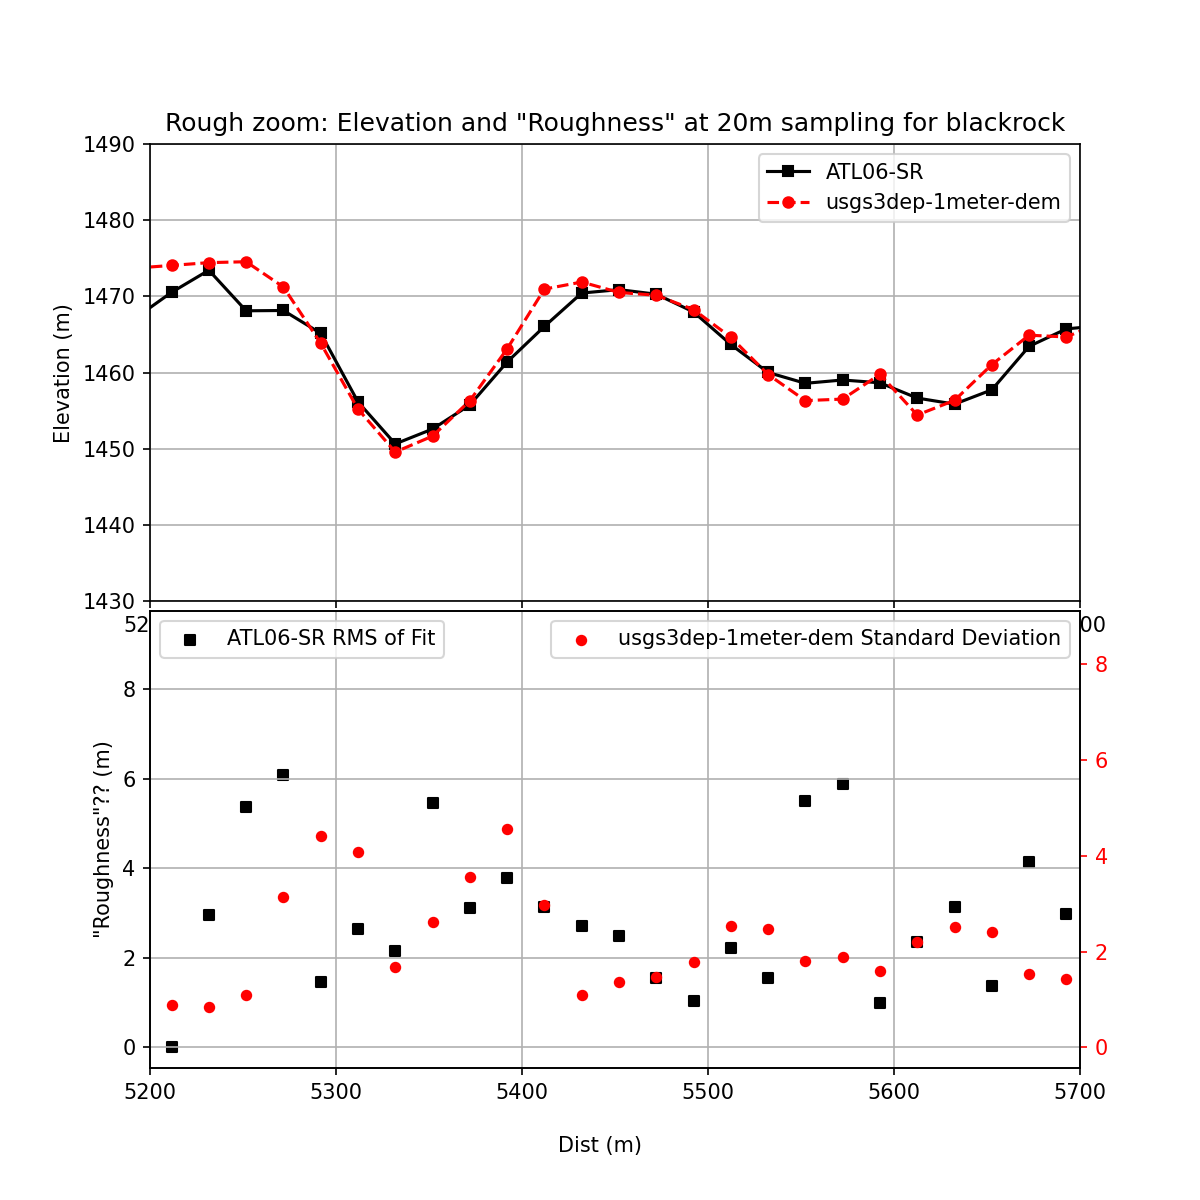 Rough zoom: Elevation and "Roughness" at 20m sampling for blackrock
1490
1480
1470
1460
1450
1440
1430
Elevation (m)
ATL06-SR
usgs3dep-1meter-dem
52
00
ATL06-SR RMS of Fit
usgs3dep-1meter-dem Standard Deviation
8
6
4
2
0
"Roughness"?? (m)
8
6
4
2
0
5200 5300 5400 5500 5600 5700
Dist (m)